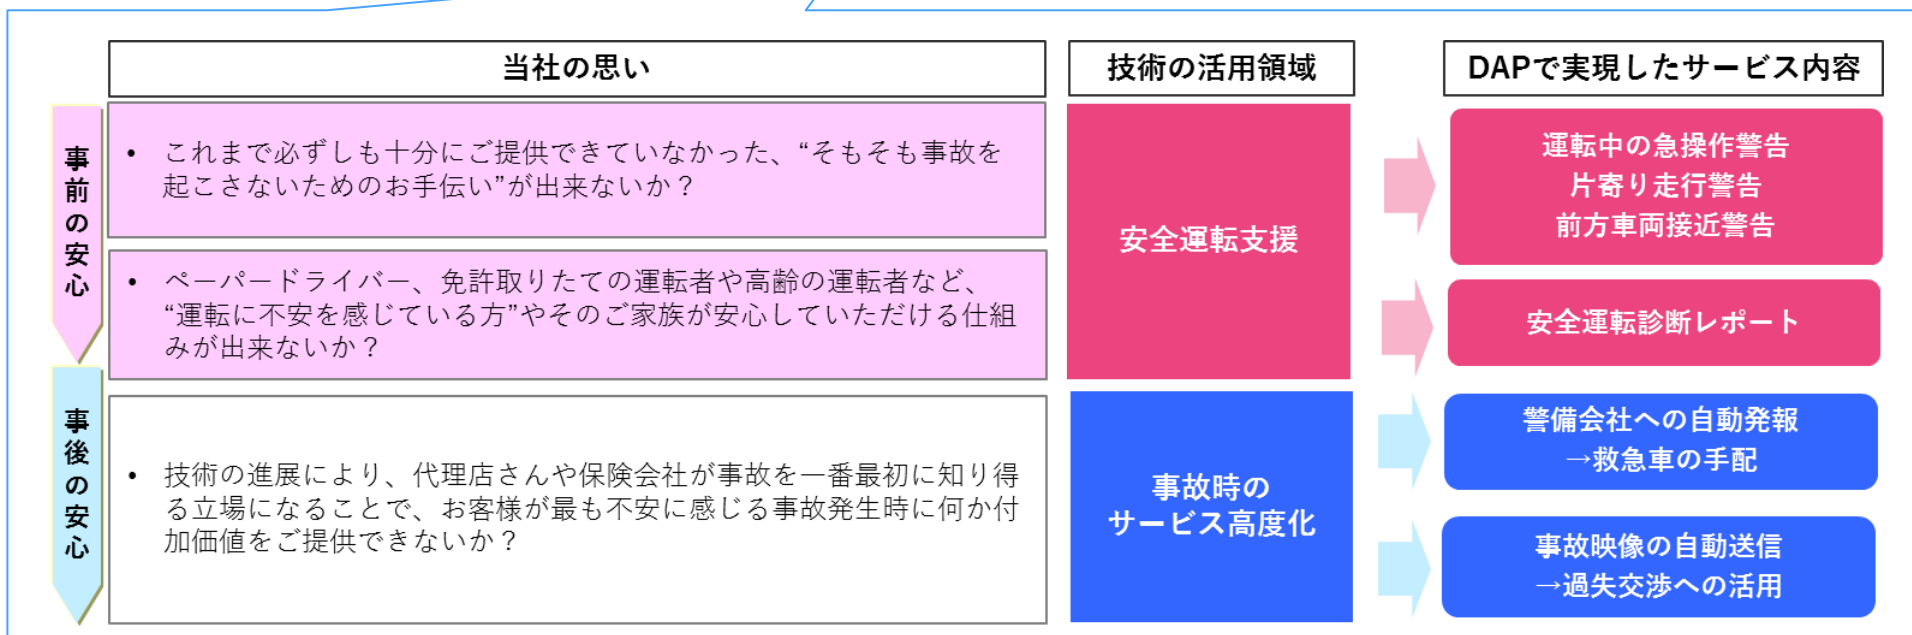 当社の思い
技術の活用領域
DAPで実現したサービス内容
事前の安心
• これまで必ずしも十分にご提供できていなかった、“そもそも事故を
起こさないためのお手伝い”が出来ないか？
• ペーパードライバー、免許取りたての運転者や高齢の運転者など、
“運転に不安を感じている方”やそのご家族が安心していただける仕組
みが出来ないか？
安全運転支援
運転中の急操作警告
片寄り走行警告
前方車両接近警告
安全運転診断レポート
事後の安心
• 技術の進展により、代理店さんや保険会社が事故を一番最初に知り得
る立場になることで、お客様が最も不安に感じる事故発生時に何か付
加価値をご提供できないか？
事故時の
サービス高度化
警備会社への自動発報
→救急車の手配
事故映像の自動送信
→過失交渉への活用